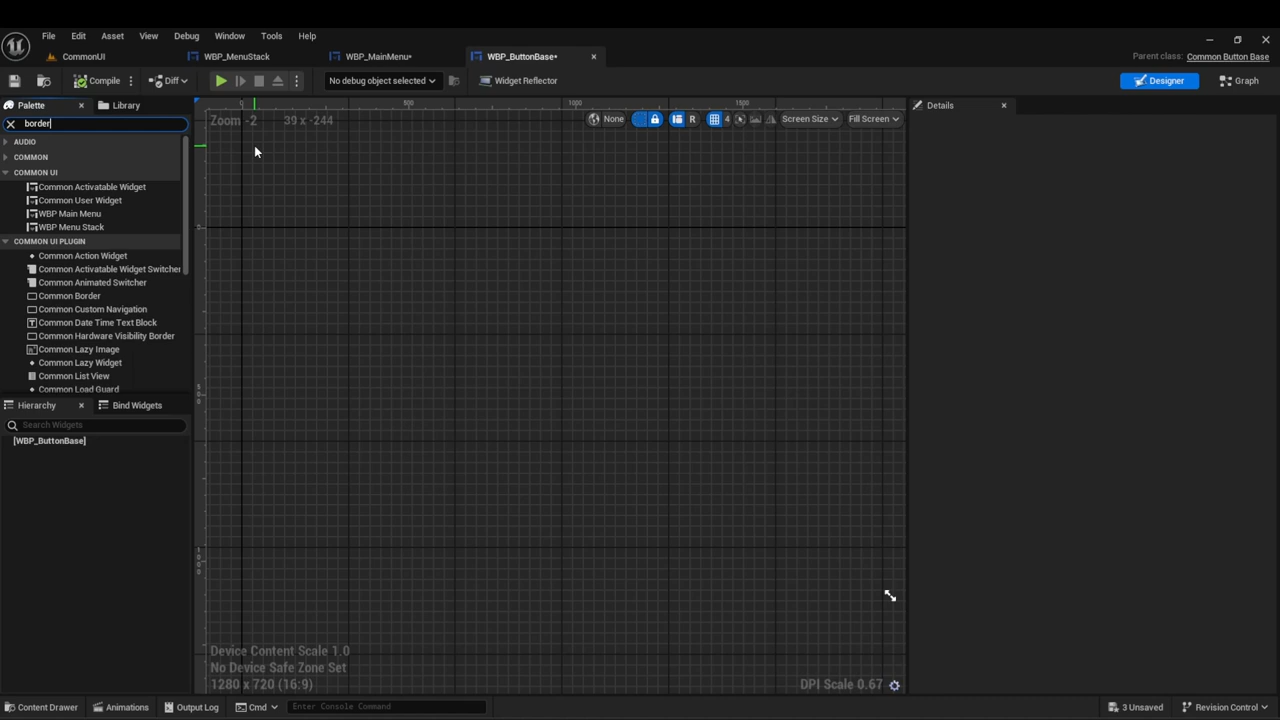 File Edit Asset View Debug Window Tools Help
CommonUI WBP_MenuStack WBP_MainMenu* WBP_ButtonBase* Parent class: Common Button Base
Compile Diff No debug object selected Widget Reflector Designer Graph
Palette Library Details
border
Zoom -2 39 x -244 None R 4 Screen Size Fill Screen
0 500 1000 1500
AUDIO
COMMON
COMMON UI
Common Activatable Widget
Common User Widget
WBP Main Menu
WBP Menu Stack
COMMON UI PLUGIN
Common Action Widget
Common Activatable Widget Switcher
Common Animated Switcher
Common Border
Common Custom Navigation
Common Date Time Text Block
Common Hardware Visibility Border
Common Lazy Image
Common Lazy Widget
Common List View
Common Load Guard
0
500
1000
Hierarchy Bind Widgets
Search Widgets
[WBP_ButtonBase]
Device Content Scale 1.0
No Device Safe Zone Set
1280 x 720 (16:9) DPI Scale 0.67
Content Drawer Animations Output Log Cmd Enter Console Command 3 Unsaved Revision Control